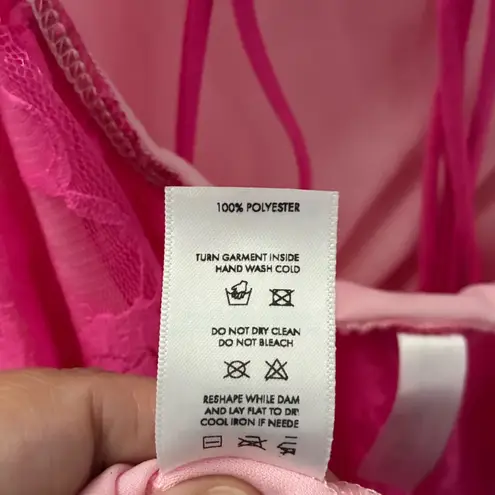 100% POLYESTER
TURN GARMENT INSIDE
HAND WASH COLD
DO NOT DRY CLEAN
DO NOT BLEACH
RESHAPE WHILE DAM
AND LAY FLAT TO DR
COOL IRON IF NEEDE